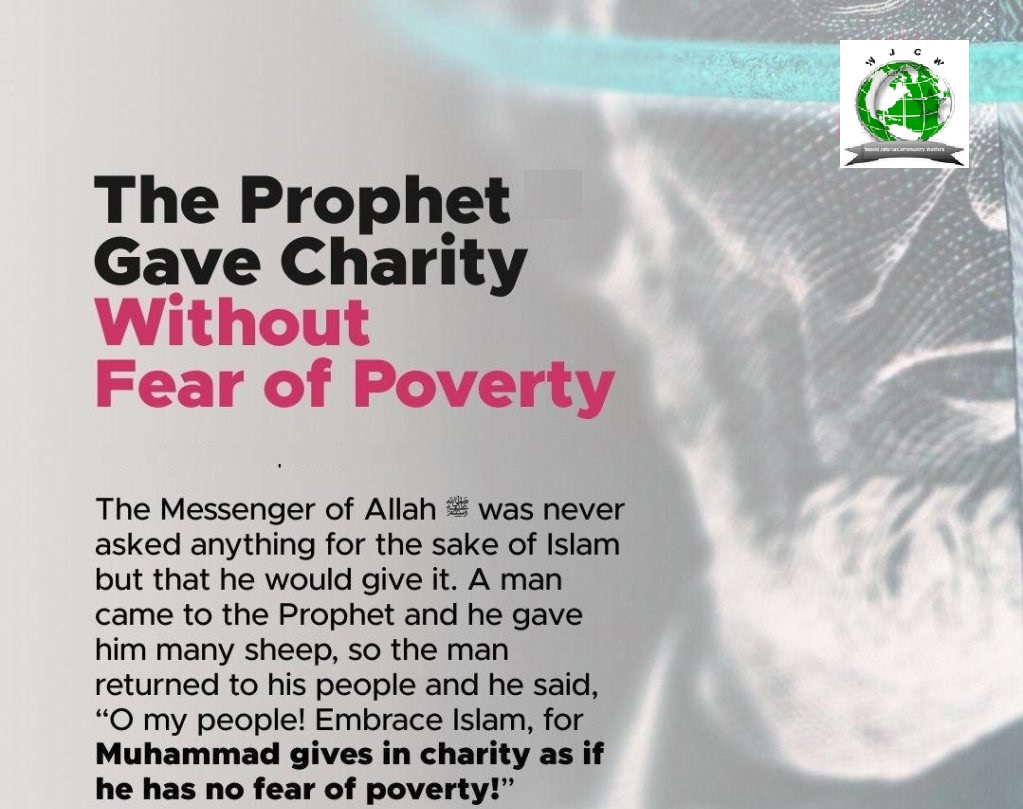 W J C W
The Prophet
Gave Charity
Without
Fear of Poverty
The Messenger of Allah ﷺ was never
asked anything for the sake of Islam
but that he would give it. A man
came to the Prophet and he gave
him many sheep, so the man
returned to his people and he said,
“O my people! Embrace Islam, for
Muhammad gives in charity as if
he has no fear of poverty!”